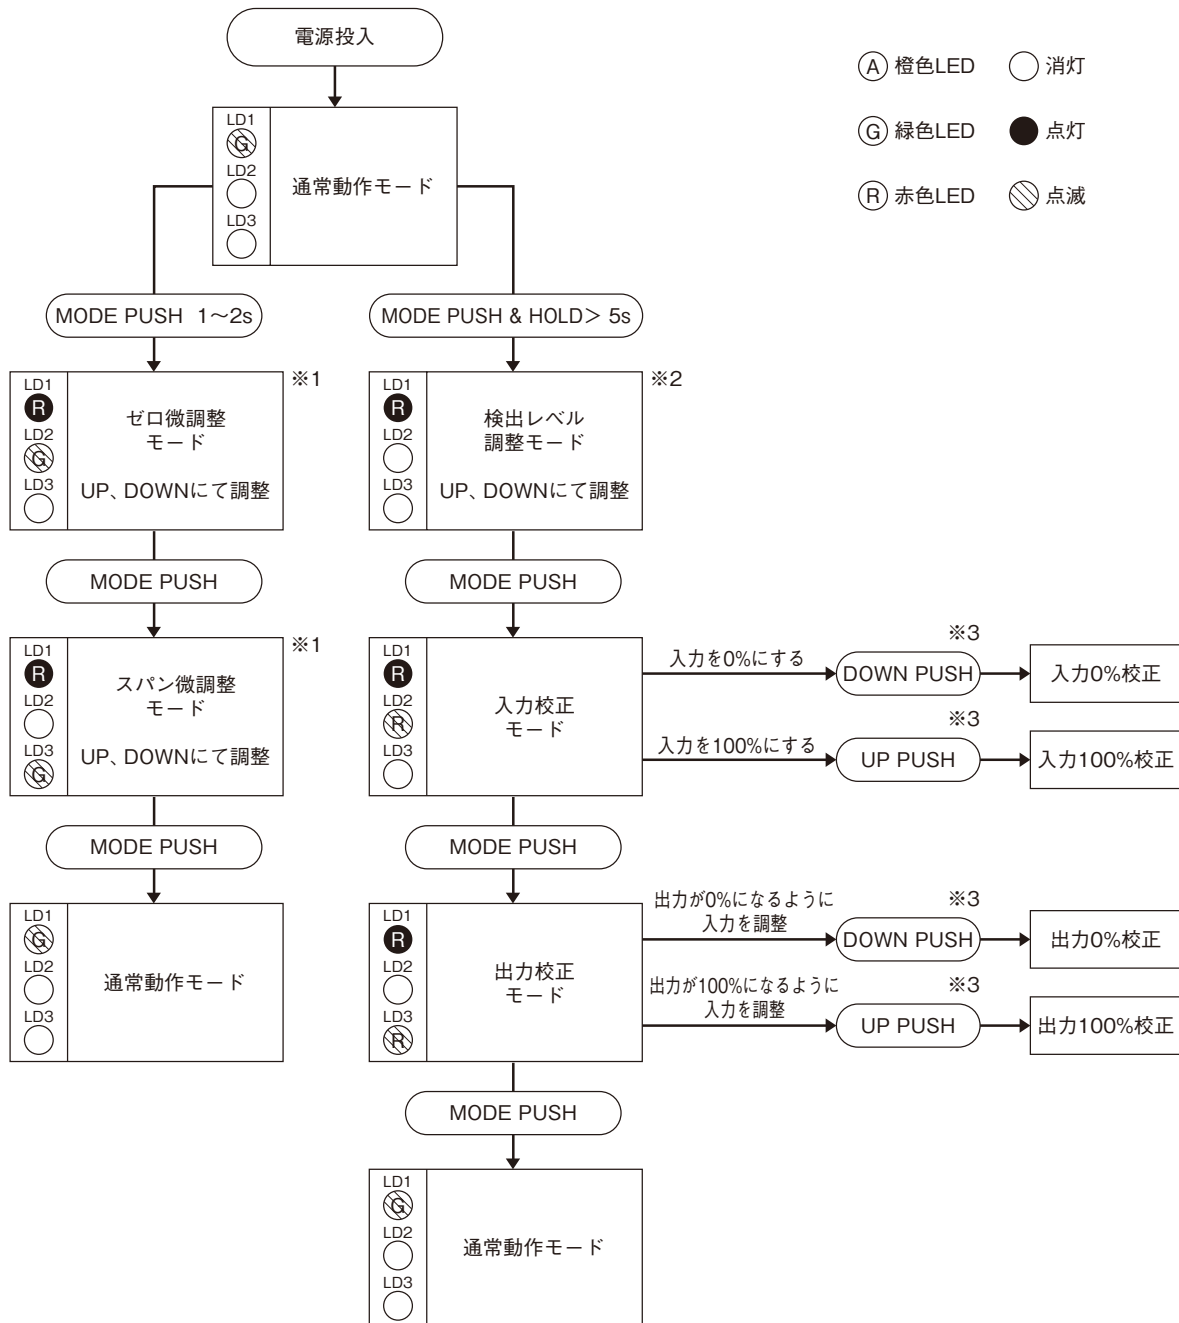 電源投入
A 橙色LED
消灯
G 緑色LED
点灯
R 赤色LED
点滅
LD1
G
LD2
LD3
通常動作モード
MODE PUSH 1～2s
MODE PUSH & HOLD＞ 5s
※1
LD1
R
LD2
G
LD3
ゼロ微調整
モード
UP、DOWNにて調整
※2
LD1
R
LD2
LD3
検出レベル
調整モード
UP、DOWNにて調整
MODE PUSH
MODE PUSH
※1
LD1
R
LD2
LD3
G
スパン微調整
モード
UP、DOWNにて調整
LD1
R
LD2
R
LD3
入力校正
モード
入力を0%にする
※3
DOWN PUSH
入力0%校正
入力を100%にする
※3
UP PUSH
入力100%校正
MODE PUSH
MODE PUSH
LD1
G
LD2
LD3
通常動作モード
LD1
R
LD2
LD3
R
出力校正
モード
出力が0%になるように
入力を調整
※3
DOWN PUSH
出力0%校正
出力が100%になるように
入力を調整
※3
UP PUSH
出力100%校正
MODE PUSH
LD1
G
LD2
LD3
通常動作モード